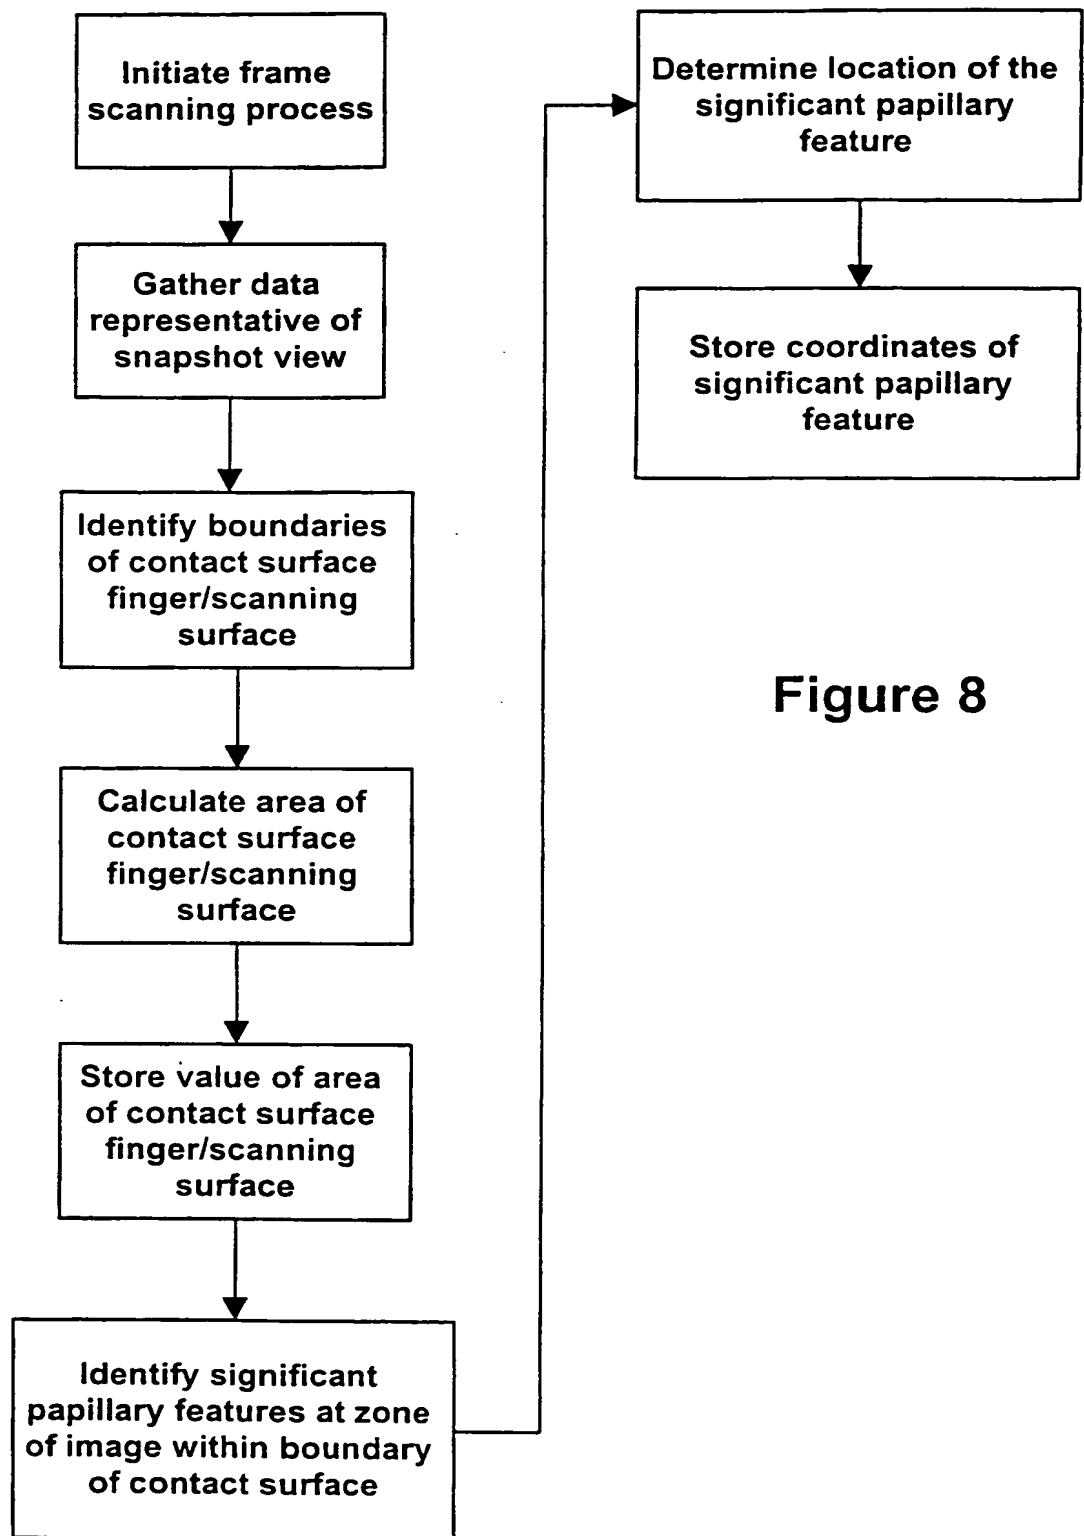 Initiate frame
scanning process
Gather data
representative of
snapshot view
Identify boundaries
of contact surface
finger/scanning
surface
Calculate area of
contact surface
finger/scanning
surface
Store value of area
of contact surface
finger/scanning
surface
Identify significant
papillary features at zone
of image within boundary
of contact surface
Determine location of the
significant papillary
feature
Store coordinates of
significant papillary
feature
Figure 8